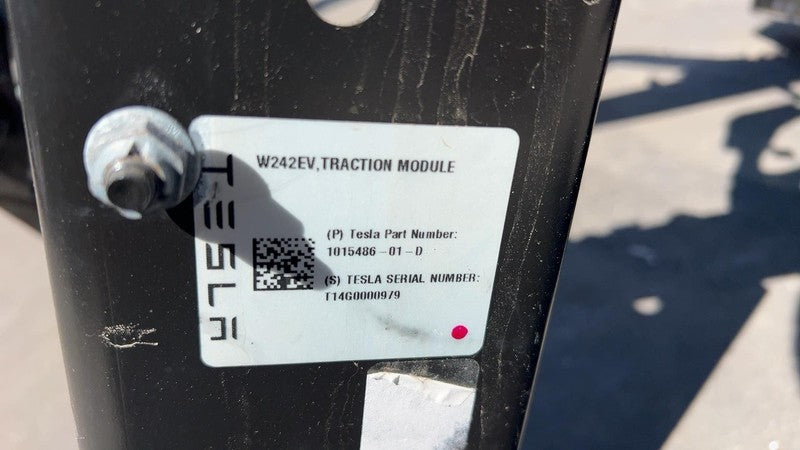 TESLA
W242EV,TRACTION MODULE
(P) Tesla Part Number:
1015486-01-D
(S) TESLA SERIAL NUMBER:
T14G0000979